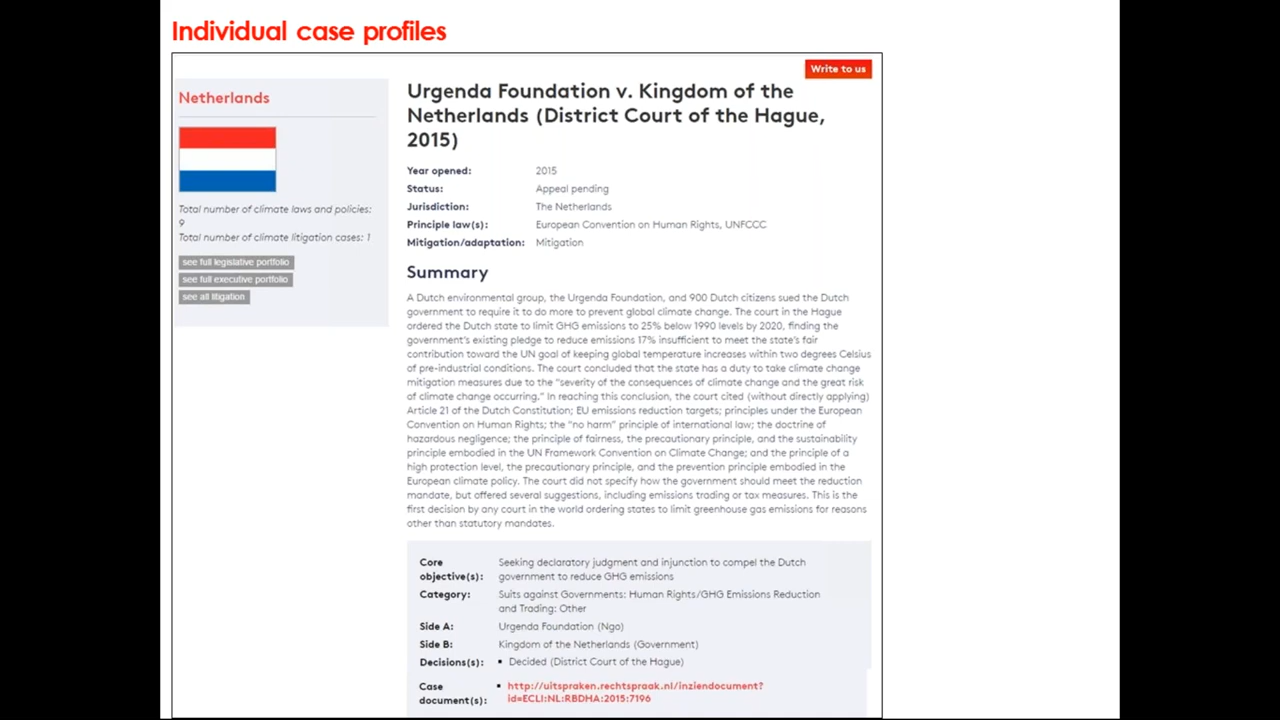 Individual case profiles
Write to us
Netherlands
Total number of climate laws and policies:
9
Total number of climate litigation cases: 1
see full legislative portfolio
see full executive portfolio
see all litigation
Urgenda Foundation v. Kingdom of the
Netherlands (District Court of the Hague,
2015)
Year opened: 2015
Status: Appeal pending
Jurisdiction: The Netherlands
Principle law(s): European Convention on Human Rights, UNFCCC
Mitigation/adaptation: Mitigation
Summary
A Dutch environmental group, the Urgenda Foundation, and 900 Dutch citizens sued the Dutch
government to require it to do more to prevent global climate change. The court in the Hague
ordered the Dutch state to limit GHG emissions to 25% below 1990 levels by 2020, finding the
government's existing pledge to reduce emissions 17% insufficient to meet the state's fair
contribution toward the UN goal of keeping global temperature increases within two degrees Celsius
of pre-industrial conditions. The court concluded that the state has a duty to take climate change
mitigation measures due to the "severity of the consequences of climate change and the great risk
of climate change occurring." In reaching this conclusion, the court cited (without directly applying)
Article 21 of the Dutch Constitution; EU emissions reduction targets; principles under the European
Convention on Human Rights; the "no harm" principle of international law; the doctrine of
hazardous negligence; the principle of fairness, the precautionary principle, and the sustainability
principle embodied in the UN Framework Convention on Climate Change; and the principle of a
high protection level, the precautionary principle, and the prevention principle embodied in the
European climate policy. The court did not specify how the government should meet the reduction
mandate, but offered several suggestions, including emissions trading or tax measures. This is the
first decision by any court in the world ordering states to limit greenhouse gas emissions for reasons
other than statutory mandates.
Core objective(s): Seeking declaratory judgment and injunction to compel the Dutch
government to reduce GHG emissions
Category: Suits against Governments: Human Rights/GHG Emissions Reduction
and Trading: Other
Side A: Urgenda Foundation (Ngo)
Side B: Kingdom of the Netherlands (Government)
Decisions(s): ▪ Decided (District Court of the Hague)
Case document(s): ▪ http://uitspraken.rechtspraak.nl/inziendocument?
id=ECLI:NL:RBDHA:2015:7196